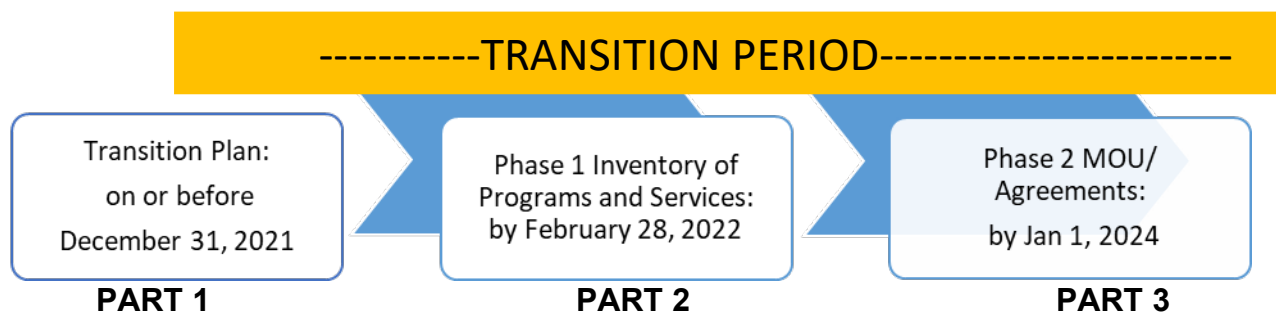 -----------TRANSITION PERIOD------------------------
Transition Plan:
on or before
December 31, 2021
Phase 1 Inventory of
Programs and Services:
by February 28, 2022
Phase 2 MOU/
Agreements:
by Jan 1, 2024
PART 1
PART 2
PART 3